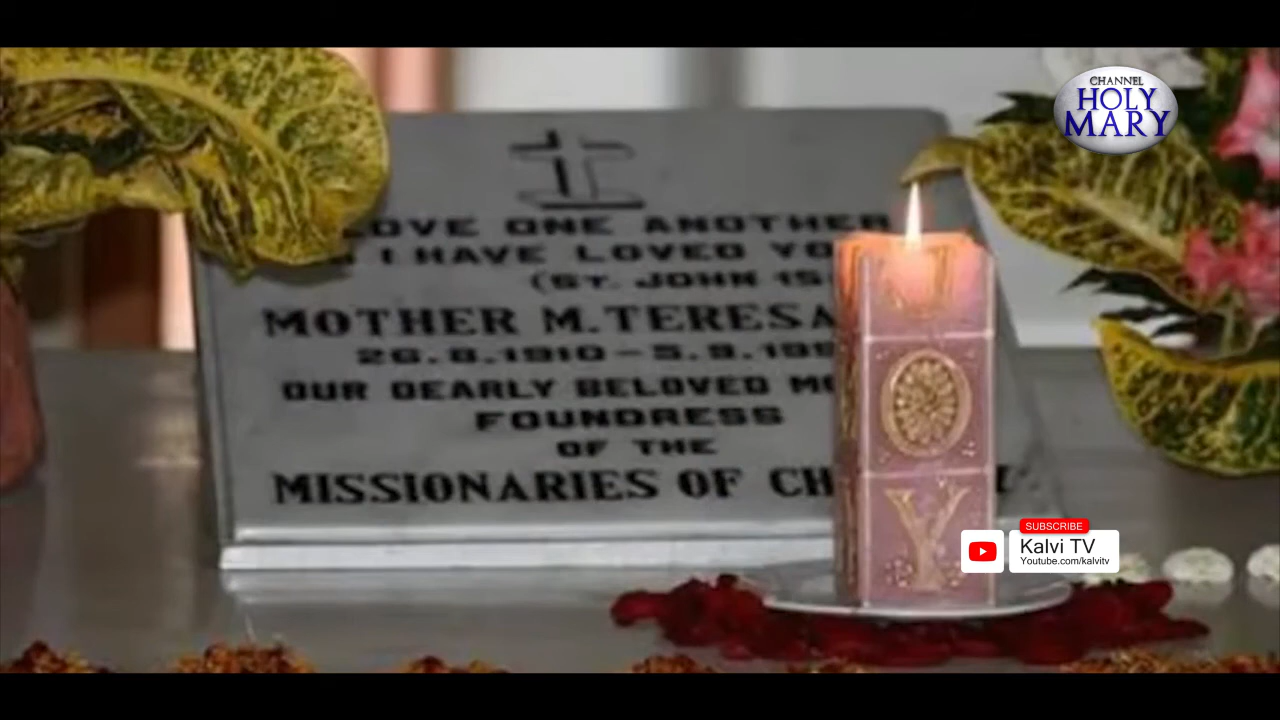 CHANNEL
HOLY
MARY
LOVE ONE ANOTHER
I HAVE LOVED YO
(ST. JOHN 15
MOTHER M. TERESA
26.8.1910 – 5.9.199
OUR DEARLY BELOVED MO
FOUNDRESS
OF THE
MISSIONARIES OF CH
J
O
Y
SUBSCRIBE
Kalvi TV
Youtube.com/kalvitv